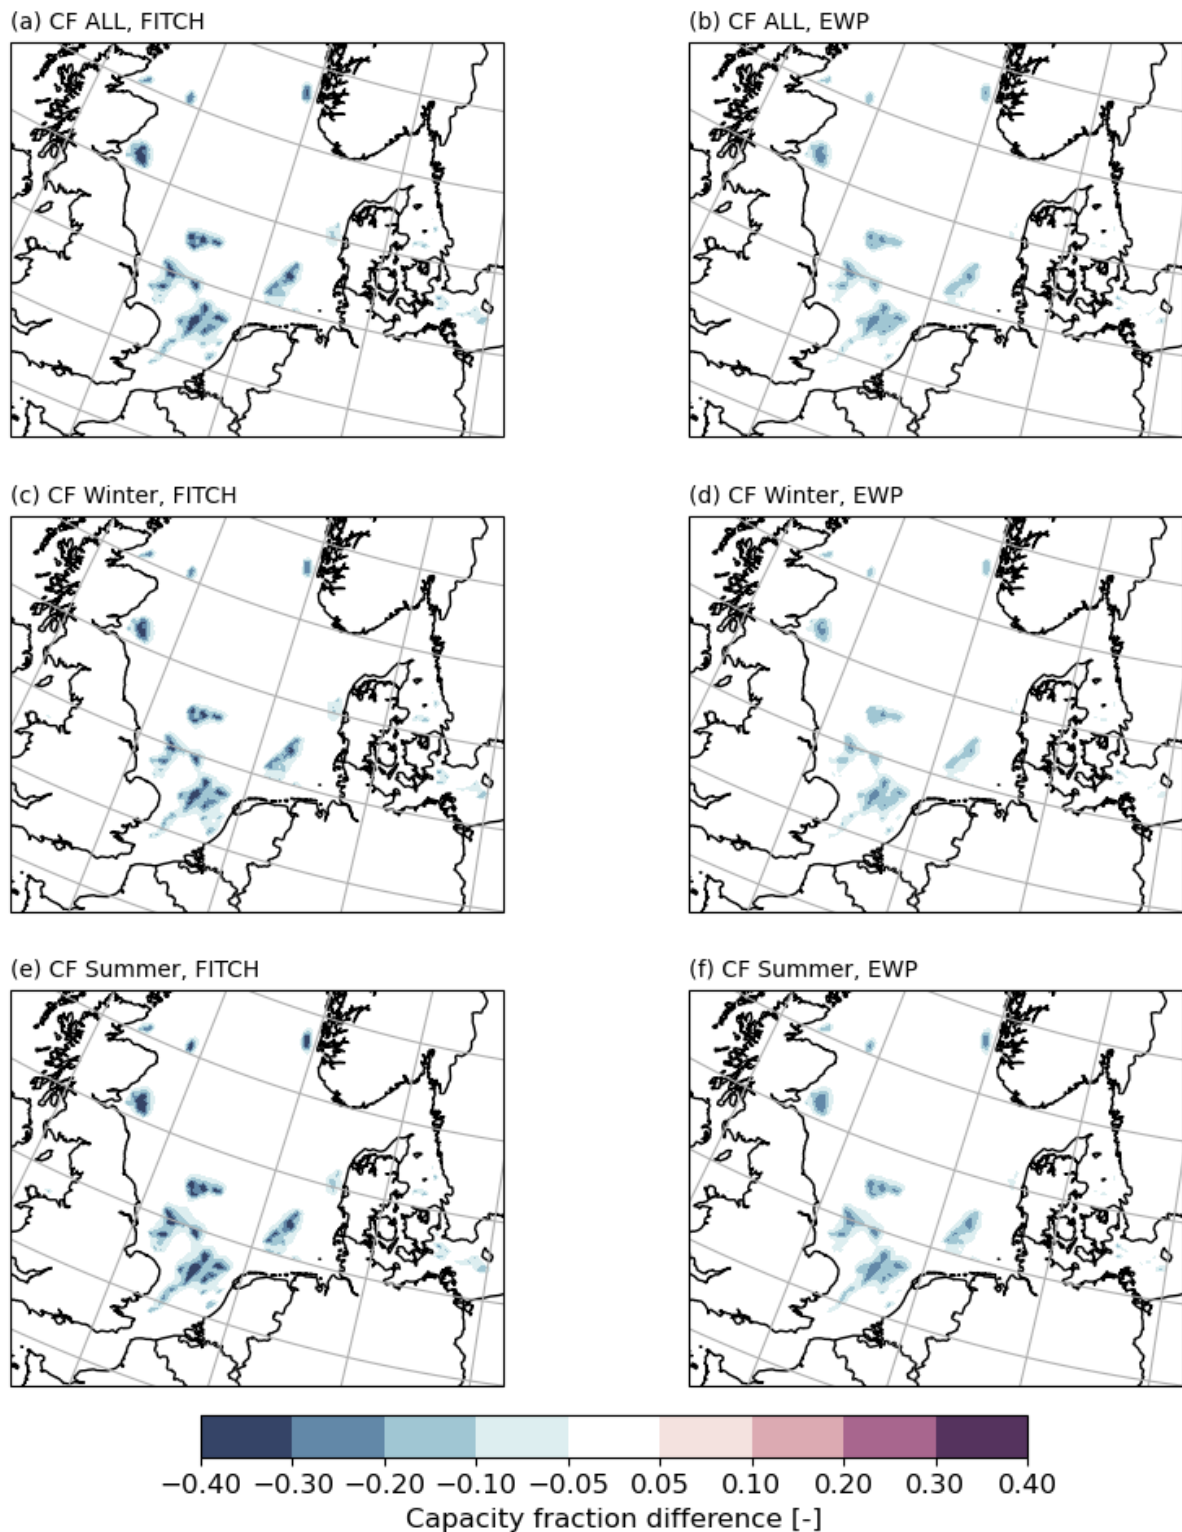 (a) CF ALL, FITCH
(b) CF ALL, EWP
(c) CF Winter, FITCH
(d) CF Winter, EWP
(e) CF Summer, FITCH
(f) CF Summer, EWP
−0.40 −0.30 −0.20 −0.10 −0.05 0.05 0.10 0.20 0.30 0.40
Capacity fraction difference [-]